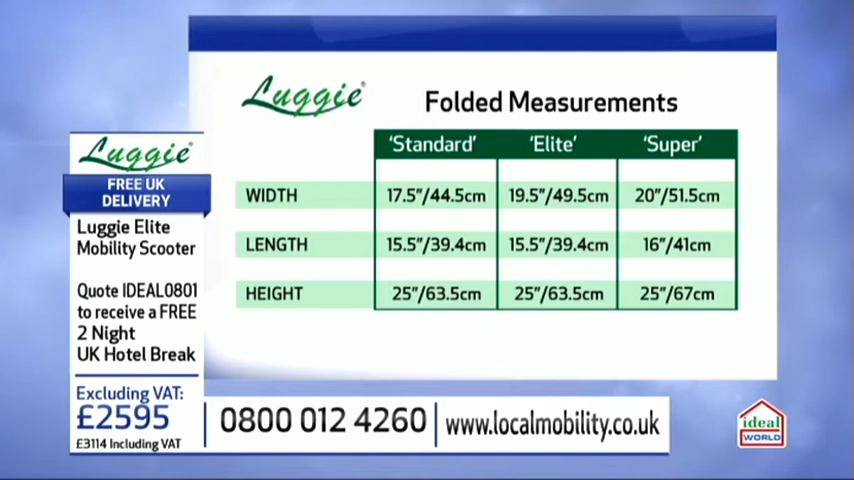 Luggie®
Folded Measurements
'Standard' 'Elite' 'Super'
WIDTH 17.5"/44.5cm 19.5"/49.5cm 20"/51.5cm
LENGTH 15.5"/39.4cm 15.5"/39.4cm 16"/41cm
HEIGHT 25"/63.5cm 25"/63.5cm 25"/67cm
Luggie®
FREE UK
DELIVERY
Luggie Elite
Mobility Scooter
Quote IDEAL0801
to receive a FREE
2 Night
UK Hotel Break
Excluding VAT:
£2595
£3114 Including VAT
0800 012 4260
www.localmobility.co.uk
ideal
WORLD